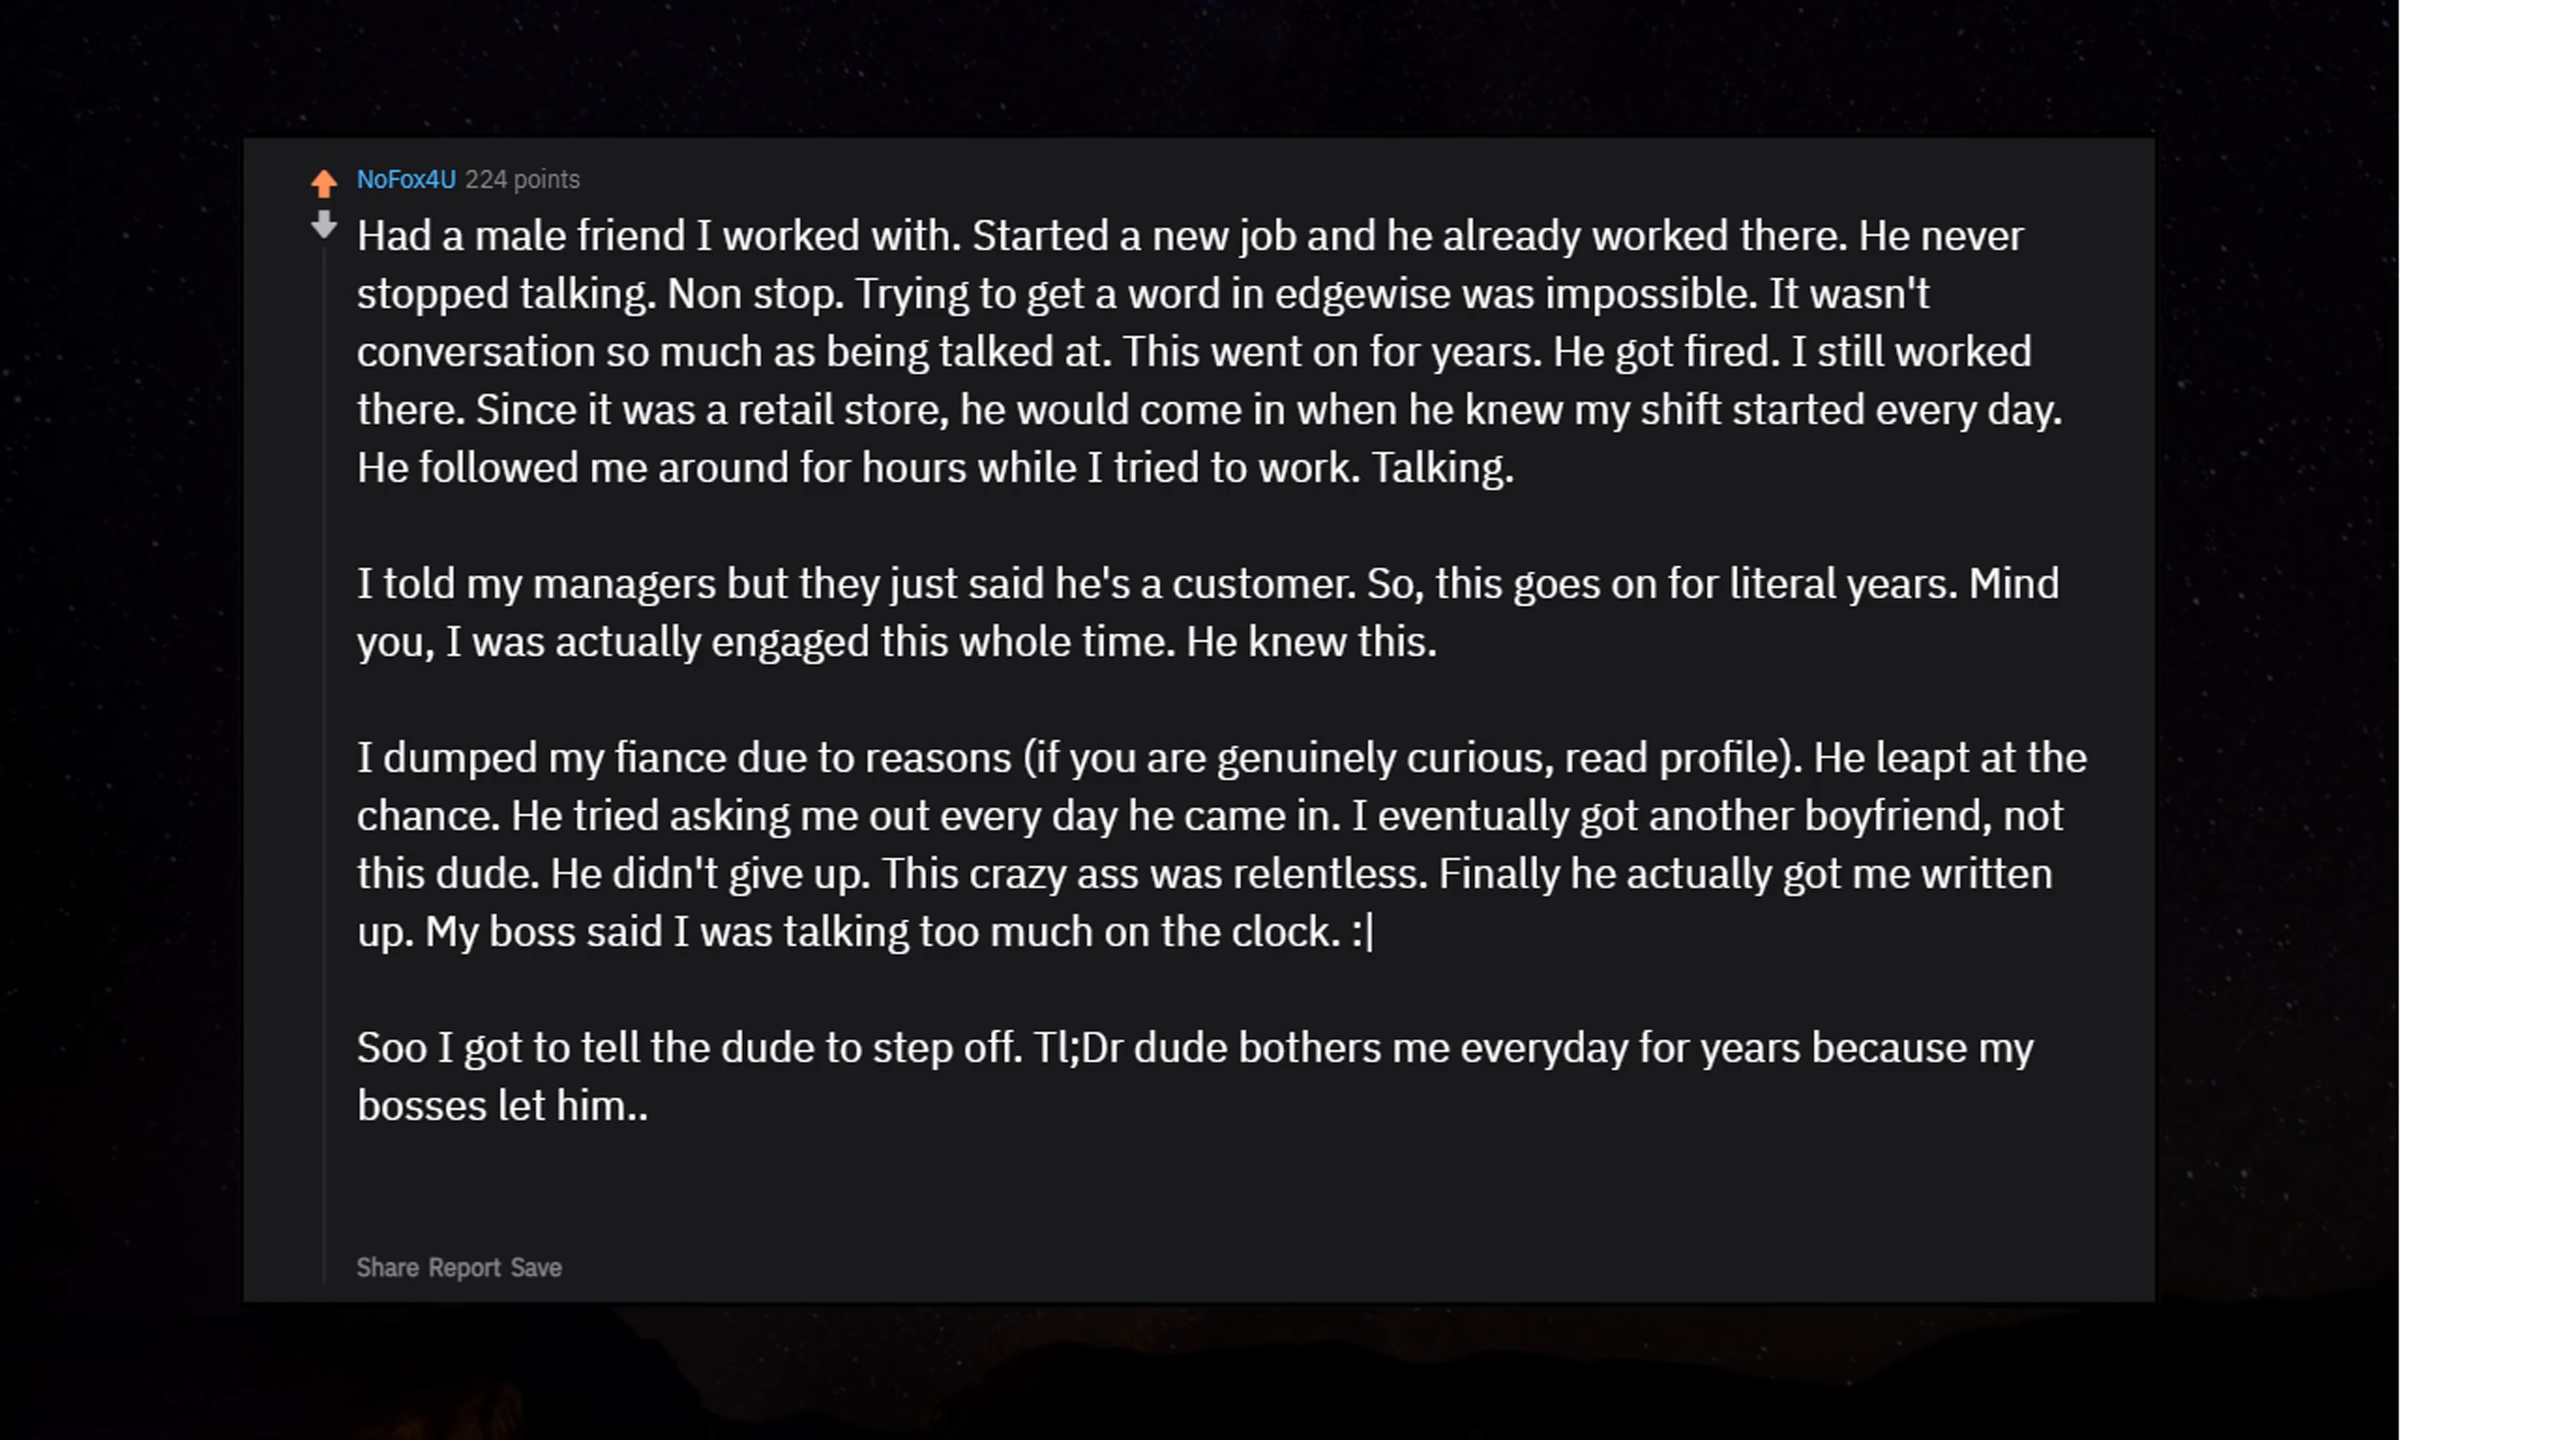 NoFox4U 224 points
Had a male friend I worked with. Started a new job and he already worked there. He never
stopped talking. Non stop. Trying to get a word in edgewise was impossible. It wasn't
conversation so much as being talked at. This went on for years. He got fired. I still worked
there. Since it was a retail store, he would come in when he knew my shift started every day.
He followed me around for hours while I tried to work. Talking.
I told my managers but they just said he's a customer. So, this goes on for literal years. Mind
you, I was actually engaged this whole time. He knew this.
I dumped my fiance due to reasons (if you are genuinely curious, read profile). He leapt at the
chance. He tried asking me out every day he came in. I eventually got another boyfriend, not
this dude. He didn't give up. This crazy ass was relentless. Finally he actually got me written
up. My boss said I was talking too much on the clock. :|
Soo I got to tell the dude to step off. Tl;Dr dude bothers me everyday for years because my
bosses let him..
Share Report Save